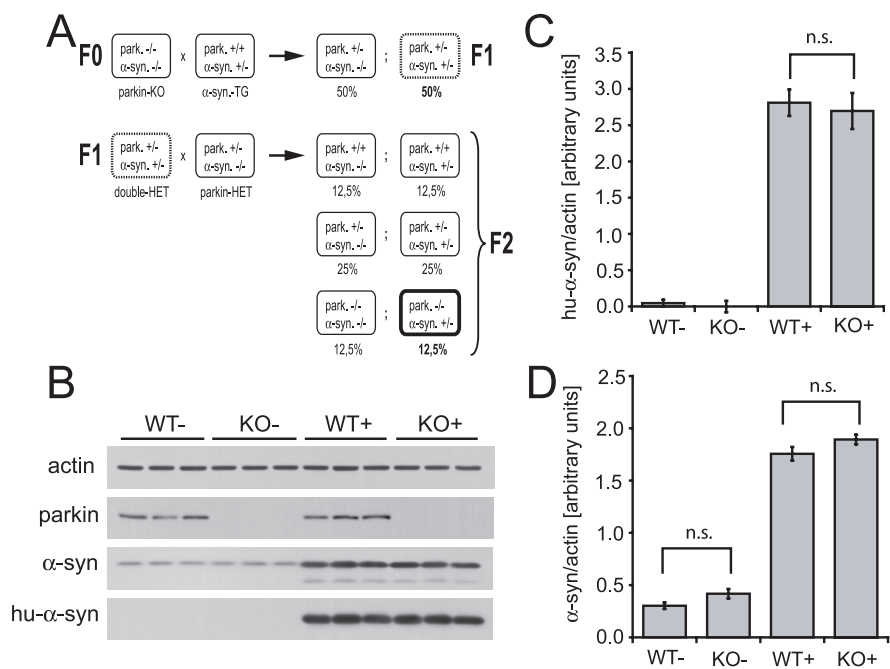 A
F0
park. -/-
α-syn. -/-
x
park. +/+
α-syn. +/-
park. +/-
α-syn. -/-
;
park. +/-
α-syn. +/-
F1
parkin-KO
α-syn.-TG
50%
50%
F1
park. +/-
α-syn. +/-
x
park. +/-
α-syn. -/-
park. +/+
α-syn. -/-
;
park. +/+
α-syn. +/-
double-HET
parkin-HET
12,5%
12,5%
park. +/-
α-syn. -/-
;
park. +/-
α-syn. +/-
F2
25%
25%
park. -/-
α-syn. -/-
;
park. -/-
α-syn. +/-
12,5%
12,5%
B
WT- KO- WT+ KO+
actin
parkin
α-syn
hu-α-syn
C
hu-α-syn/actin [arbitrary units]
3.5
3.0
2.5
2.0
1.5
1.0
0.5
0.0
n.s.
WT- KO- WT+ KO+
D
α-syn/actin [arbitrary units]
2.5
2.0
1.5
1.0
0.5
0.0
n.s.
n.s.
WT- KO- WT+ KO+